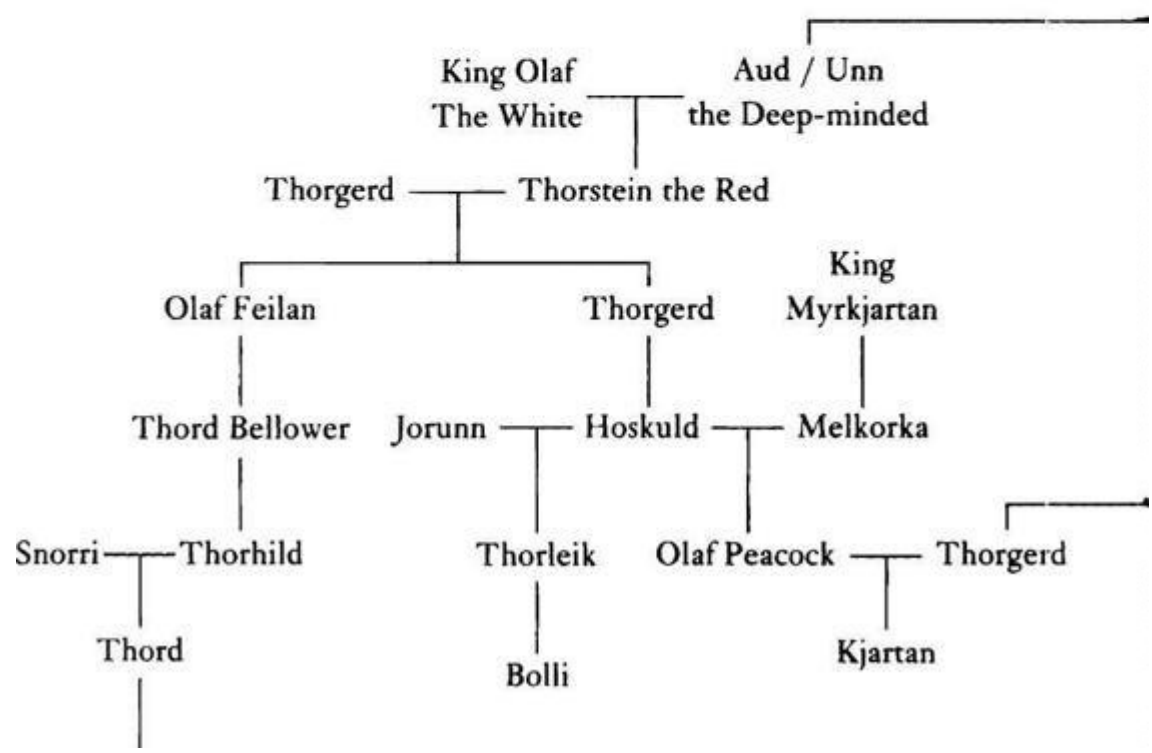 King Olaf
The White
Aud / Unn
the Deep-minded
Thorgerd
Thorstein the Red
Olaf Feilan
Thorgerd
King
Myrkjartan
Thord Bellower
Jorunn
Hoskuld
Melkorka
Snorri
Thorhild
Thorleik
Olaf Peacock
Thorgerd
Thord
Bolli
Kjartan